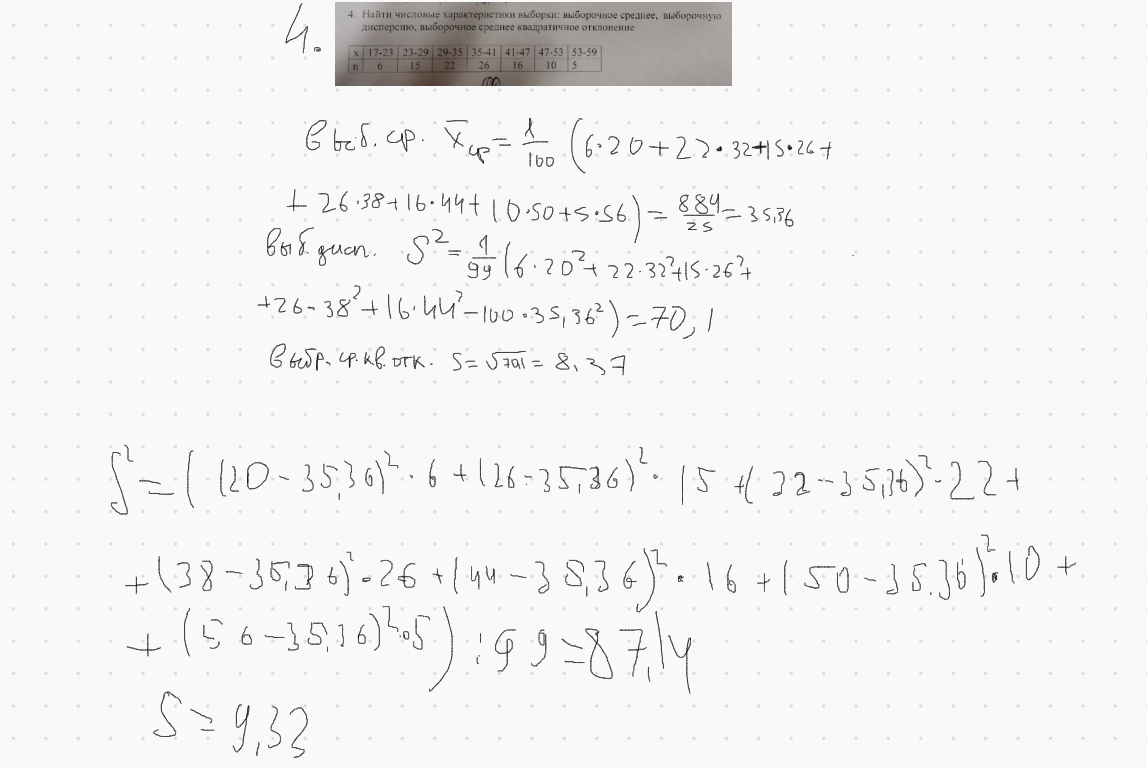 4.
4. Найти числовые характеристики выборки: выборочное среднее, выборочную
дисперсию, выборочное среднее квадратичное отклонение
x 17-23 23-29 29-35 35-41 41-47 47-53 53-59
n 6 15 22 26 16 10 5
Выб. ср. x̅ср = 1/100 (6·20+22·32+15·26+
+ 26·38+16·44+10·50+5·56) = 884/25 = 35,36
Выб. дисп. S² = 1/99 (6·20²+22·32²+15·26²+
+26·38²+16·44²-100·35,36²) = 70,1
Выбр. ср. кв. отк. S = √70,1 = 8,37
S² = ((20-35,36)²·6+(26-35,36)²·15+(32-35,36)²·22+
+(38-35,36)²·26+(44-35,36)²·16+(50-35,36)²·10+
+(56-35,36)²·5):99=87,14
S = 9,33